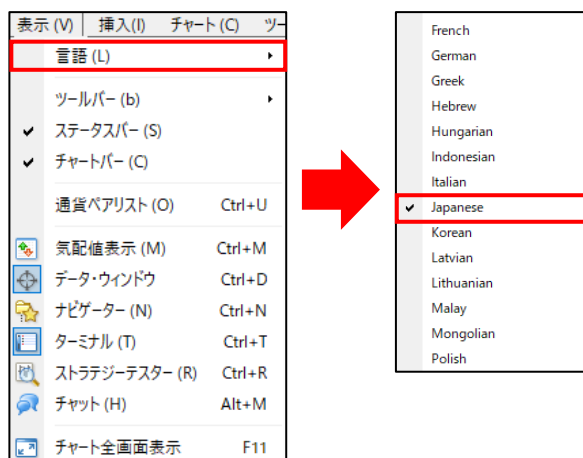 表示 (V) 挿入(I) チャート (C) ツー
言語 (L)
ツールバー (b)
ステータスバー (S)
チャートバー (C)
通貨ペアリスト (O) Ctrl+U
気配値表示 (M) Ctrl+M
データ・ウィンドウ Ctrl+D
ナビゲーター (N) Ctrl+N
ターミナル (T) Ctrl+T
ストラテジーテスター (R) Ctrl+R
チャット (H) Alt+M
チャート全画面表示 F11
French
German
Greek
Hebrew
Hungarian
Indonesian
Italian
Japanese
Korean
Latvian
Lithuanian
Malay
Mongolian
Polish